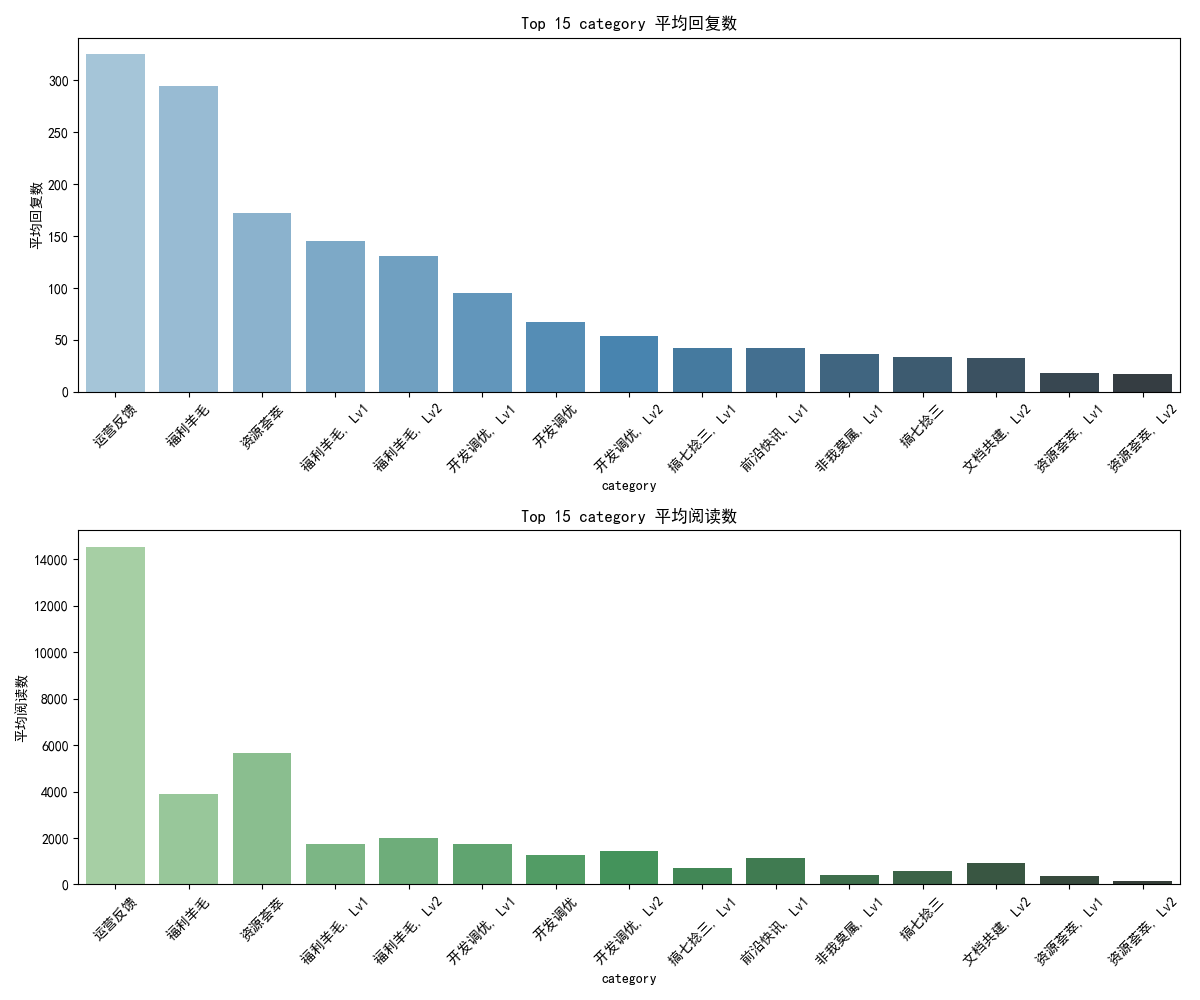 Top 15 category 平均回复数
平均回复数
300
250
200
150
100
50
0
运营反馈
福利羊毛
资源荟萃
福利羊毛, Lv1
福利羊毛, Lv2
开发调优, Lv1
开发调优
开发调优, Lv2
搞七捻三, Lv1
前沿快讯, Lv1
非我莫属, Lv1
搞七捻三
文档共建, Lv2
资源荟萃, Lv1
资源荟萃, Lv2
category
Top 15 category 平均阅读数
平均阅读数
14000
12000
10000
8000
6000
4000
2000
0
运营反馈
福利羊毛
资源荟萃
福利羊毛, Lv1
福利羊毛, Lv2
开发调优, Lv1
开发调优
开发调优, Lv2
搞七捻三, Lv1
前沿快讯, Lv1
非我莫属, Lv1
搞七捻三
文档共建, Lv2
资源荟萃, Lv1
资源荟萃, Lv2
category